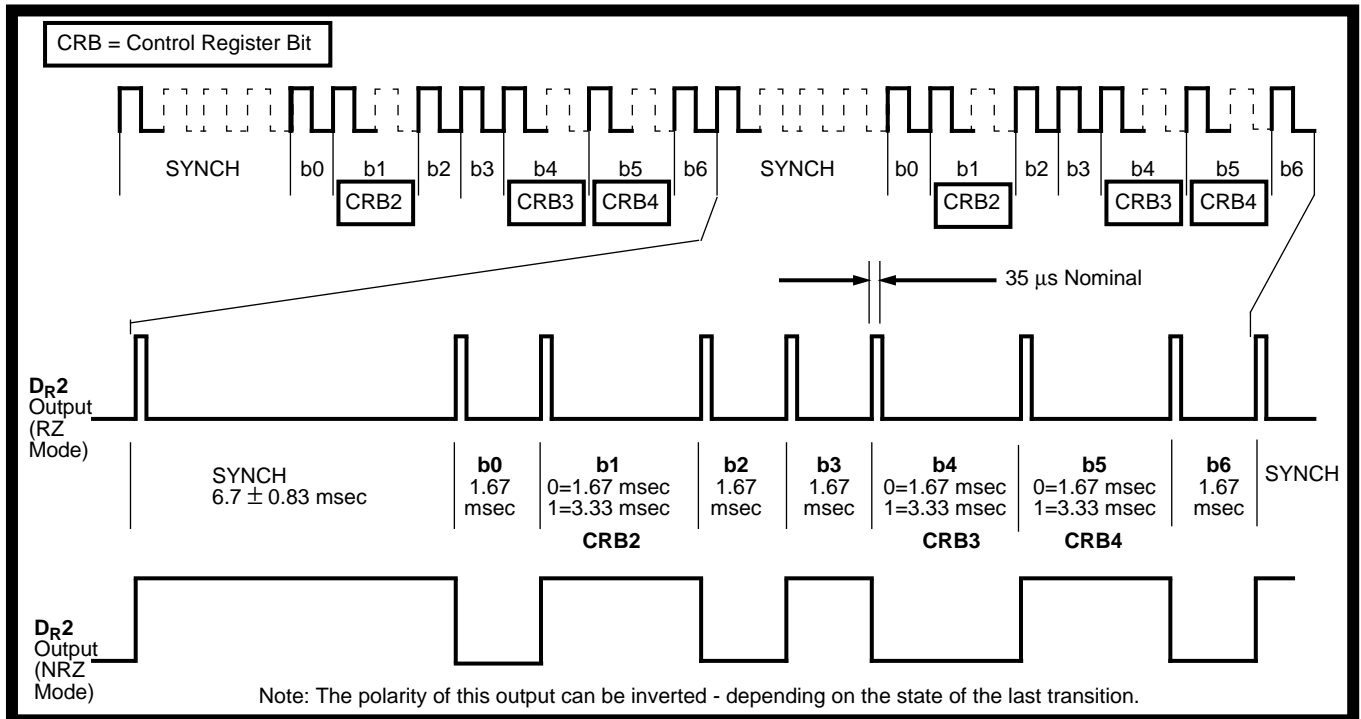 CRB = Control Register Bit
SYNCH b0 b1 b2 b3 b4 b5 b6 SYNCH b0 b1 b2 b3 b4 b5 b6
CRB2 CRB3 CRB4 CRB2 CRB3 CRB4
35 μs Nominal
DR2
Output
(RZ
Mode)
SYNCH
6.7 ± 0.83 msec
b0
1.67
msec
b1
0=1.67 msec
1=3.33 msec
CRB2
b2
1.67
msec
b3
1.67
msec
b4
0=1.67 msec
1=3.33 msec
CRB3
b5
0=1.67 msec
1=3.33 msec
CRB4
b6
1.67
msec
SYNCH
DR2
Output
(NRZ
Mode)
Note: The polarity of this output can be inverted - depending on the state of the last transition.